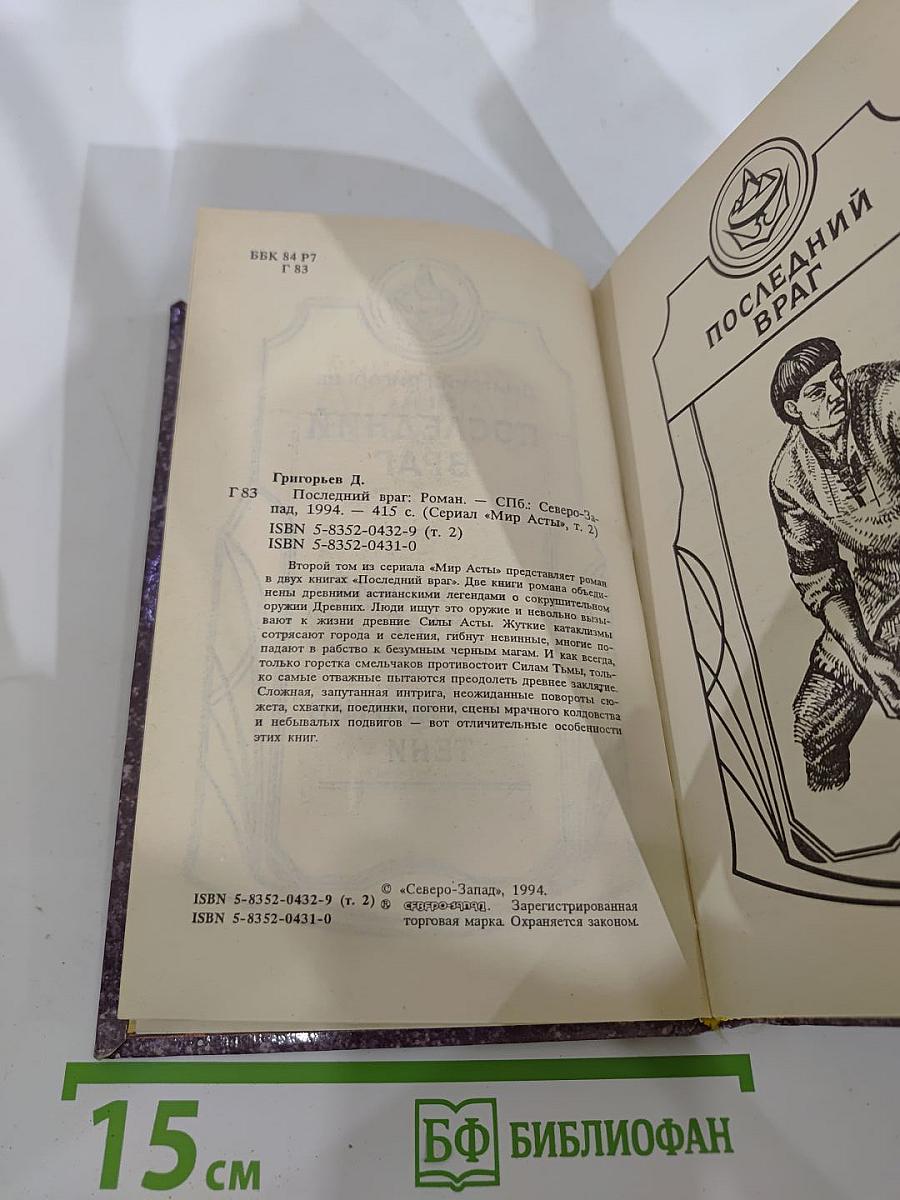 ББК 84 Р7
Г 83
Григорьев Д.
Г 83 Последний враг: Роман. — СПб.: Северо-За-
пад, 1994. — 415 с. (Сериал «Мир Асты», т. 2)
ISBN 5-8352-0432-9 (т. 2)
ISBN 5-8352-0431-0
Второй том из сериала «Мир Асты» представляет роман
в двух книгах «Последний враг». Две книги романа объеди-
нены древними астианскими легендами о сокрушительном
оружии Древних. Люди ищут это оружие и невольно вызы-
вают к жизни древние Силы Асты. Жуткие катаклизмы
сотрясают города и селения, гибнут невинные, многие по-
падают в рабство к безумным черным магам. И как всегда,
только горстка смельчаков противостоит Силам Тьмы, толь-
ко самые отважные пытаются преодолеть древнее заклятие.
Сложная, запутанная интрига, неожиданные повороты сю-
жета, схватки, поединки, погони, сцены мрачного колдовства
и небывалых подвигов — вот отличительные особенности
этих книг.
ISBN 5-8352-0432-9 (т. 2)
ISBN 5-8352-0431-0
© «Северо-Запад», 1994.
® СЕВЕРО-ЗАПАД. Зарегистрированная
торговая марка. Охраняется законом.
ПОСЛЕДНИЙ
ВРАГ
15 см
БФ БИБЛИОФАН